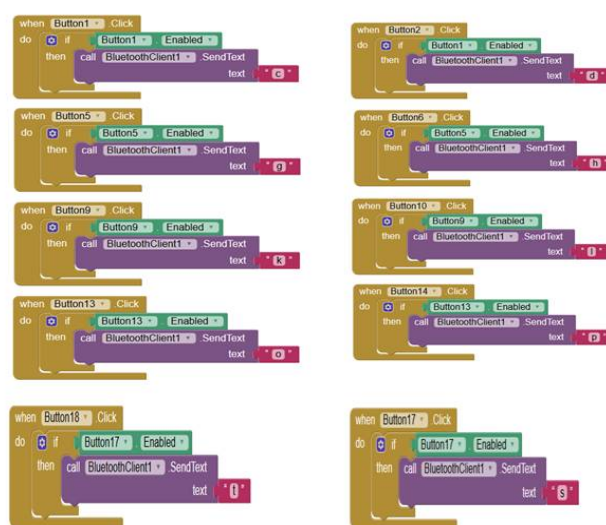 when Button1 .Click
do if Button1 . Enabled
then call BluetoothClient1 .SendText
text " c "
when Button2 .Click
do if Button1 . Enabled
then call BluetoothClient1 .SendText
text " d "
when Button5 .Click
do if Button5 . Enabled
then call BluetoothClient1 .SendText
text " g "
when Button6 .Click
do if Button5 . Enabled
then call BluetoothClient1 .SendText
text " h "
when Button9 .Click
do if Button9 . Enabled
then call BluetoothClient1 .SendText
text " k "
when Button10 .Click
do if Button9 . Enabled
then call BluetoothClient1 .SendText
text " l "
when Button13 .Click
do if Button13 . Enabled
then call BluetoothClient1 .SendText
text " o "
when Button14 .Click
do if Button13 . Enabled
then call BluetoothClient1 .SendText
text " p "
when Button18 .Click
do if Button17 . Enabled
then call BluetoothClient1 .SendText
text " t "
when Button17 .Click
do if Button17 . Enabled
then call BluetoothClient1 .SendText
text " s "